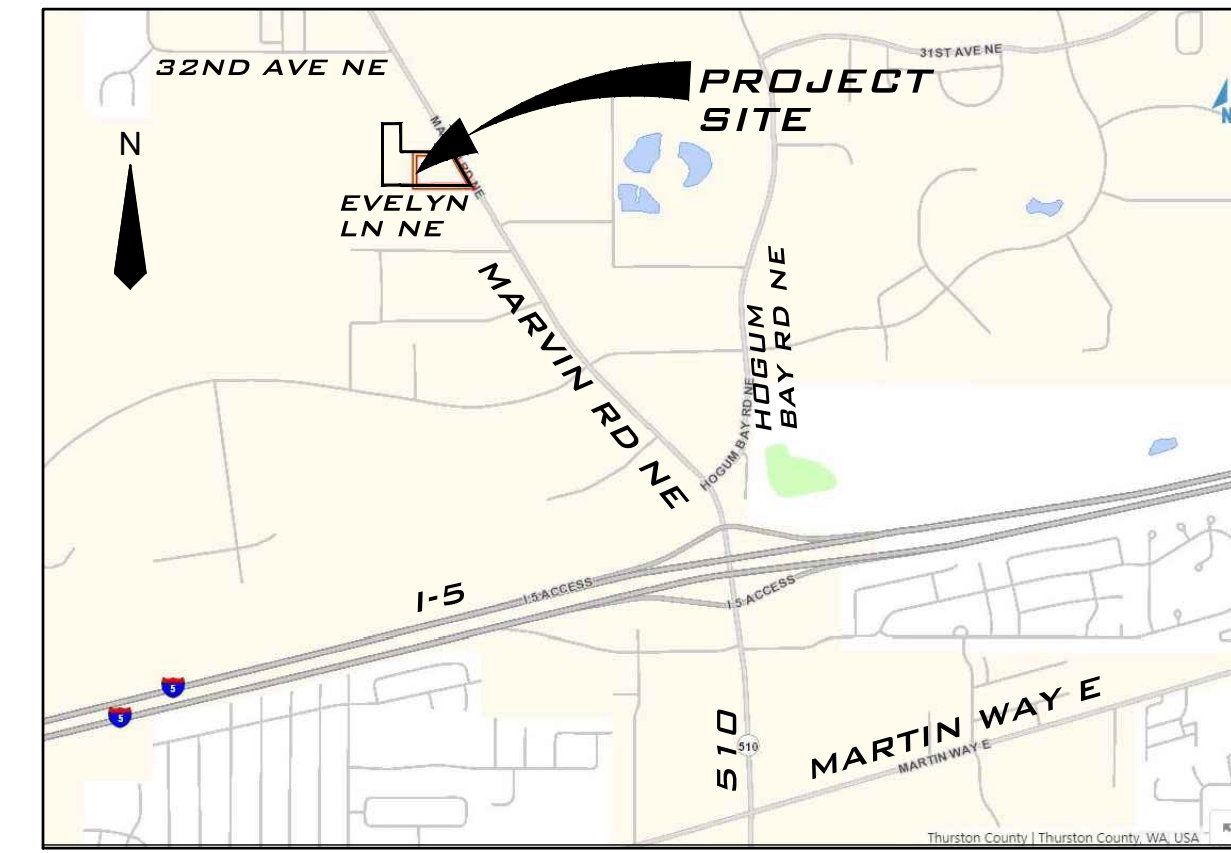 32ND AVE NE
31ST AVE NE
PROJECT
SITE
N
N
EVELYN
LN NE
MARVIN RD NE
HOGUM
BAY RD NE
HOGUM BAY RD NE
I-5
I 5 ACCESS
I 5 ACCESS
5
5
510
510
MARTIN WAY E
MARTIN WAY E
Thurston County | Thurston County, WA, USA